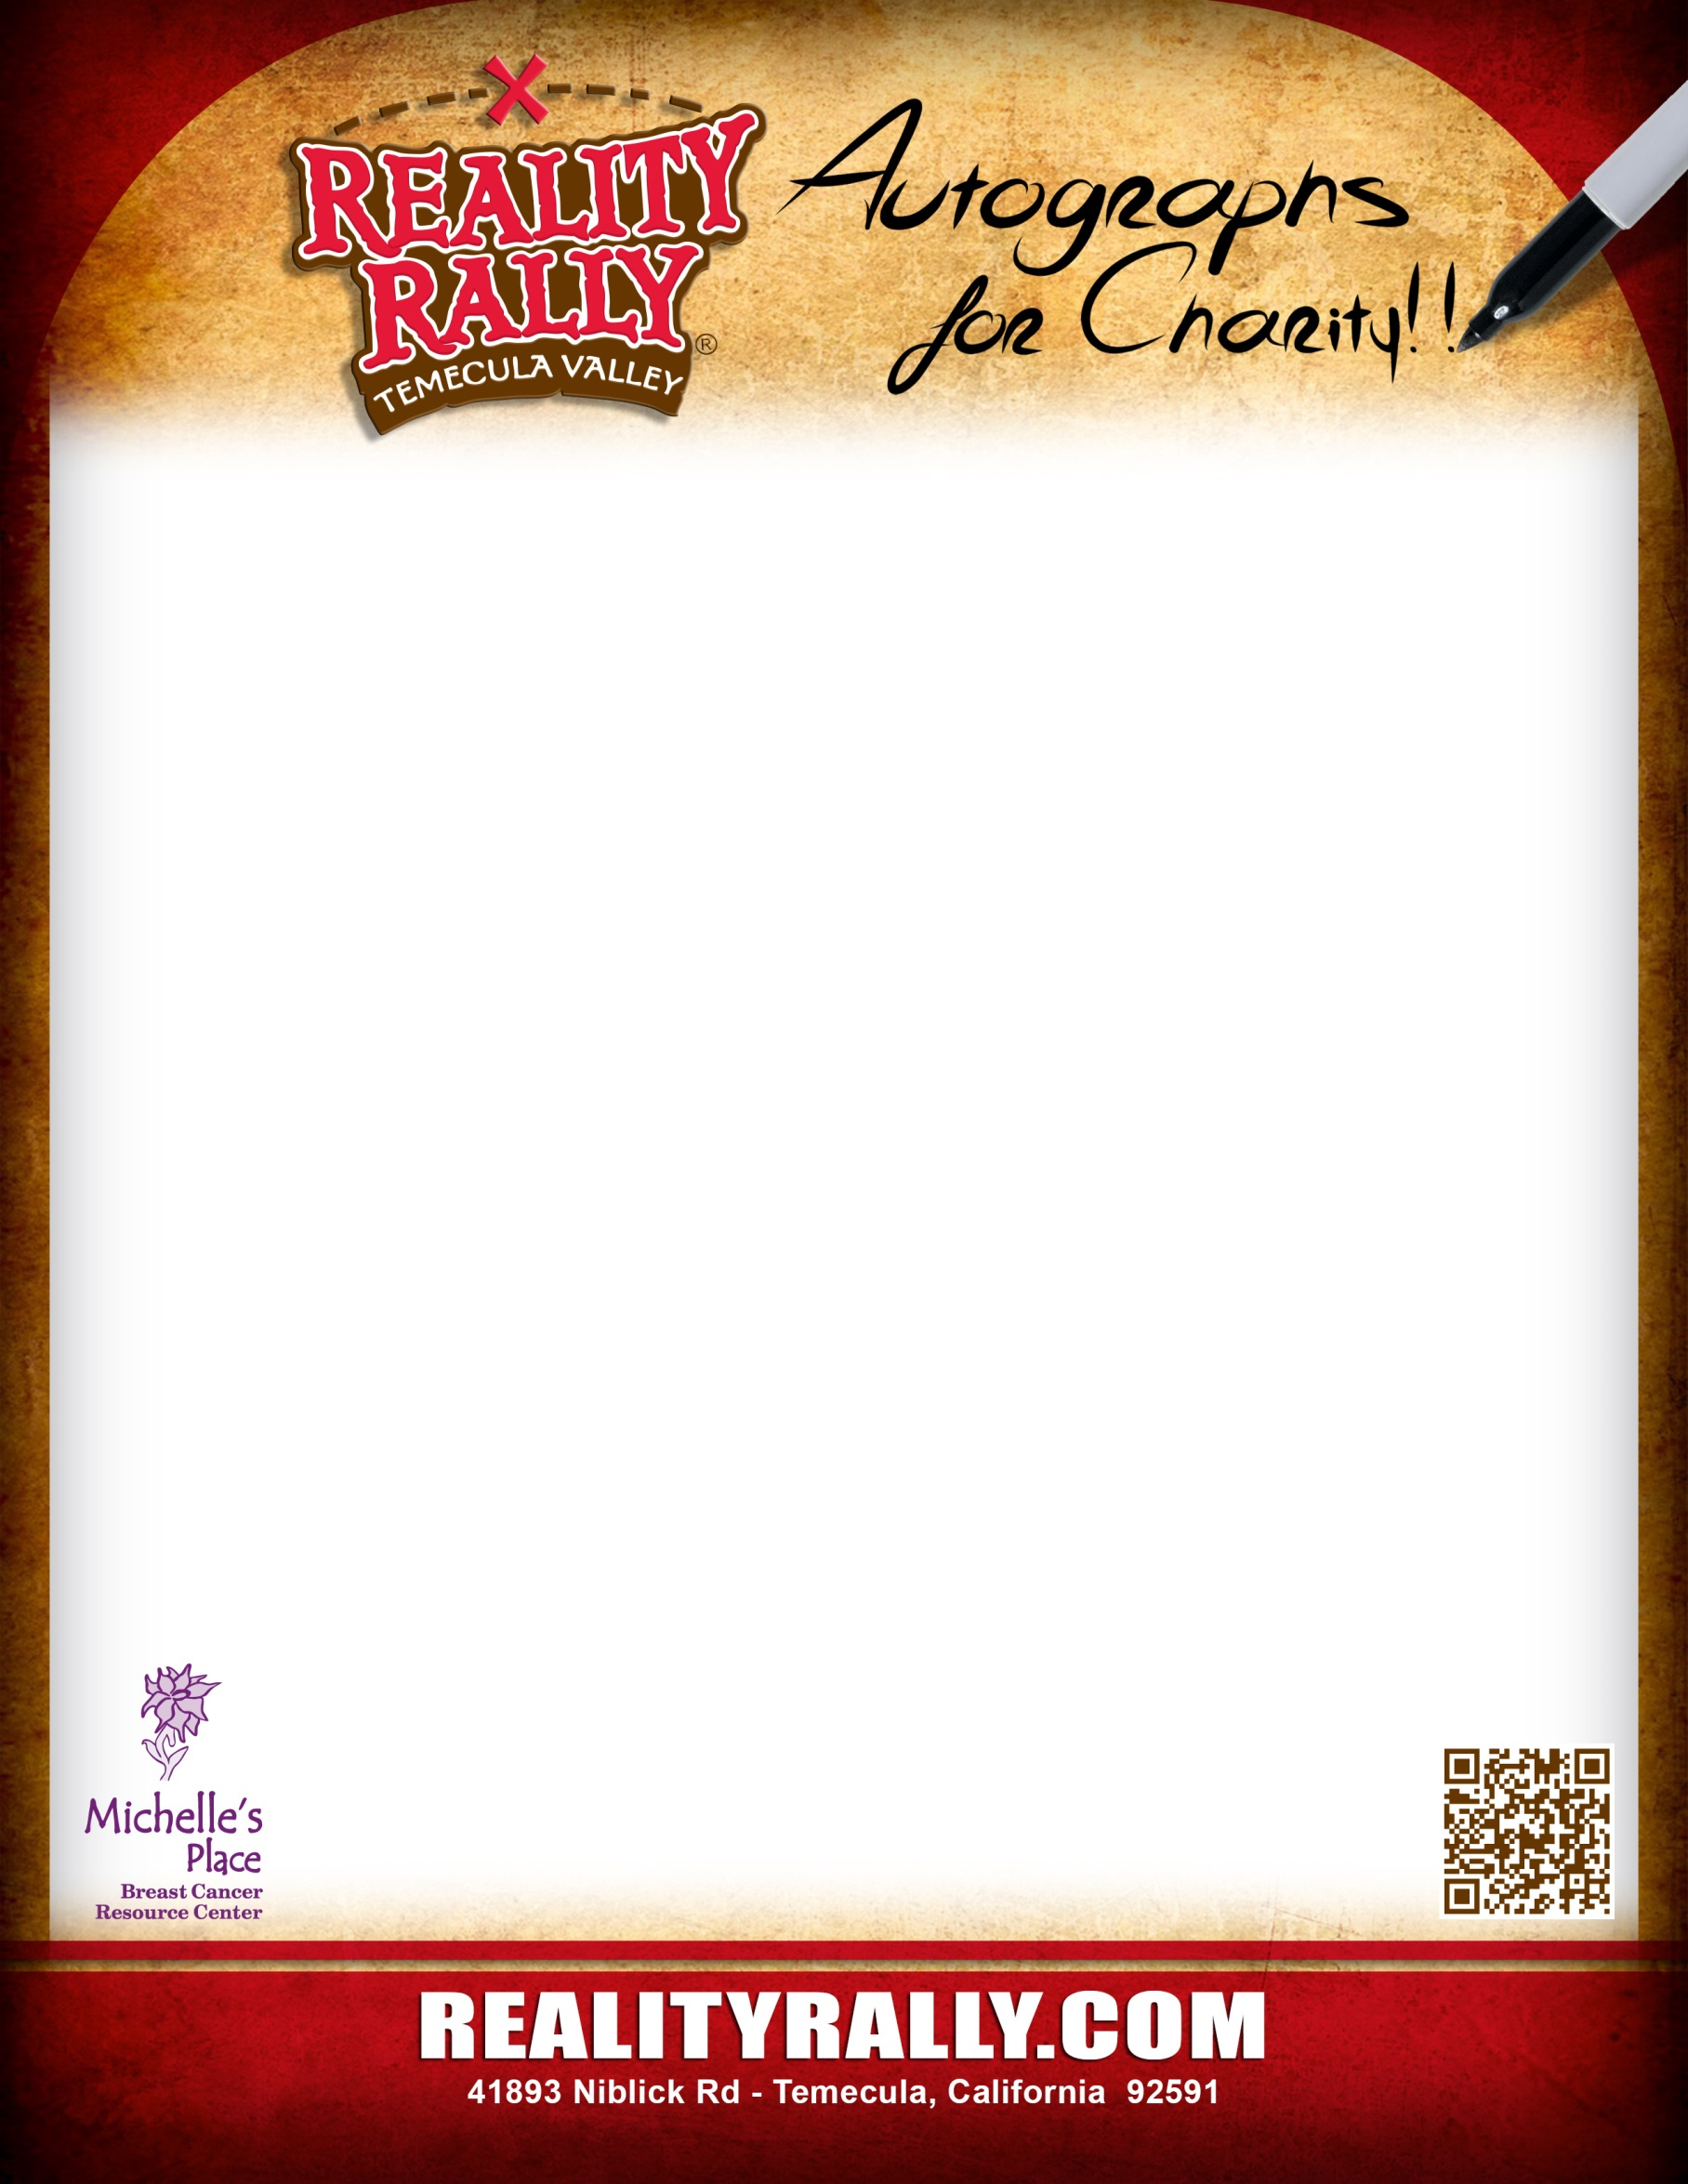 REALITY
RALLY
®
TEMECULA VALLEY
Autographs
for Charity!!
Michelle's
Place
Breast Cancer
Resource Center
REALITYRALLY.COM
41893 Niblick Rd - Temecula, California  92591